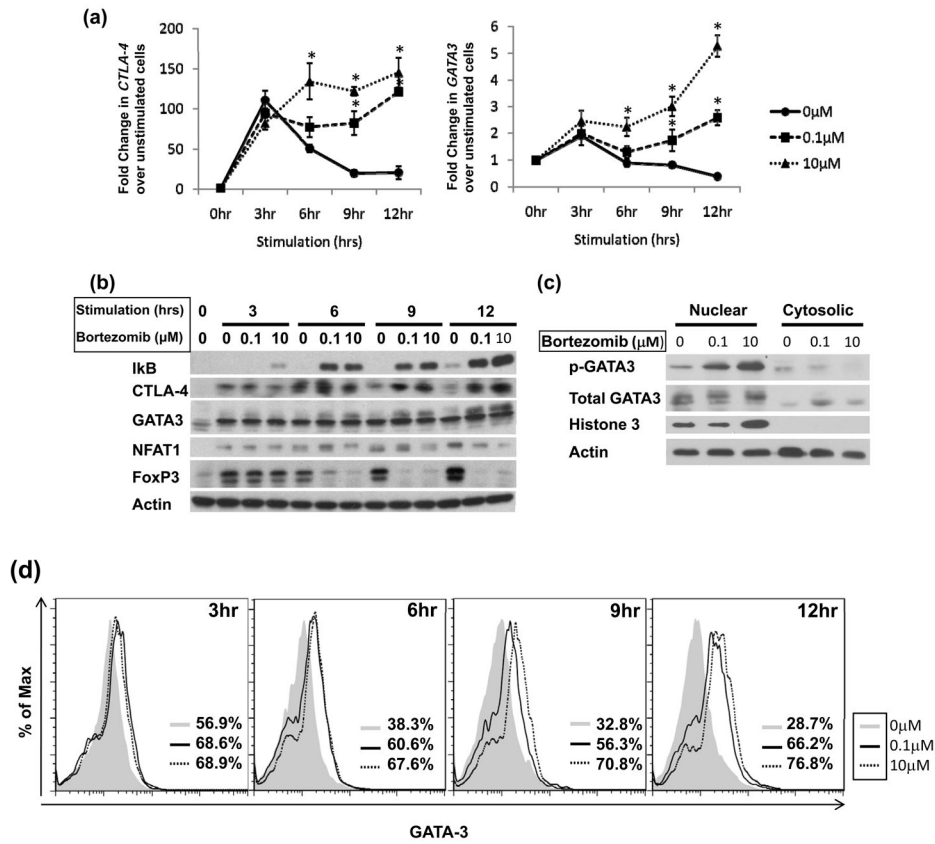 (a)
Fold Change in CTLA-4
over unstimulated cells
200
150
100
50
0
0hr 3hr 6hr 9hr 12hr
Stimulation (hrs)
* * * * *
Fold Change in GATA3
over unstimulated cells
6
5
4
3
2
1
0
0hr 3hr 6hr 9hr 12hr
Stimulation (hrs)
* * * * *
0µM
0.1µM
10µM
(b)
Stimulation (hrs) 0 3 6 9 12
Bortezomib (µM) 0 0 0.1 10 0 0.1 10 0 0.1 10 0 0.1 10
IkB
CTLA-4
GATA3
NFAT1
FoxP3
Actin
(c)
Nuclear Cytosolic
Bortezomib (µM) 0 0.1 10 0 0.1 10
p-GATA3
Total GATA3
Histone 3
Actin
(d)
% of Max
3hr
56.9%
68.6%
68.9%
6hr
38.3%
60.6%
67.6%
9hr
32.8%
56.3%
70.8%
12hr
28.7%
66.2%
76.8%
0µM
0.1µM
10µM
GATA-3